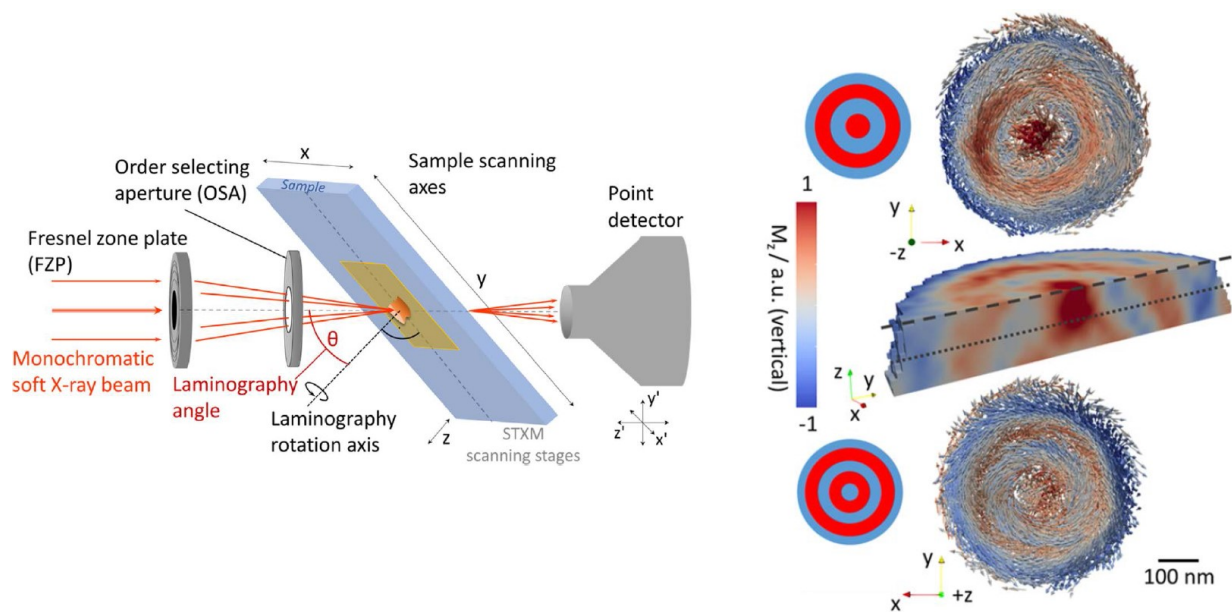 x
Order selecting
aperture (OSA)
Sample
Sample scanning
axes
Point
detector
Fresnel zone plate
(FZP)
y
Monochromatic
soft X-ray beam
θ
Laminography
angle
Laminography
rotation axis
z
STXM
scanning stages
y'
z'
x'
1
M_z / a.u. (vertical)
-1
y
-z
x
z
y
x
y
x
+z
100 nm